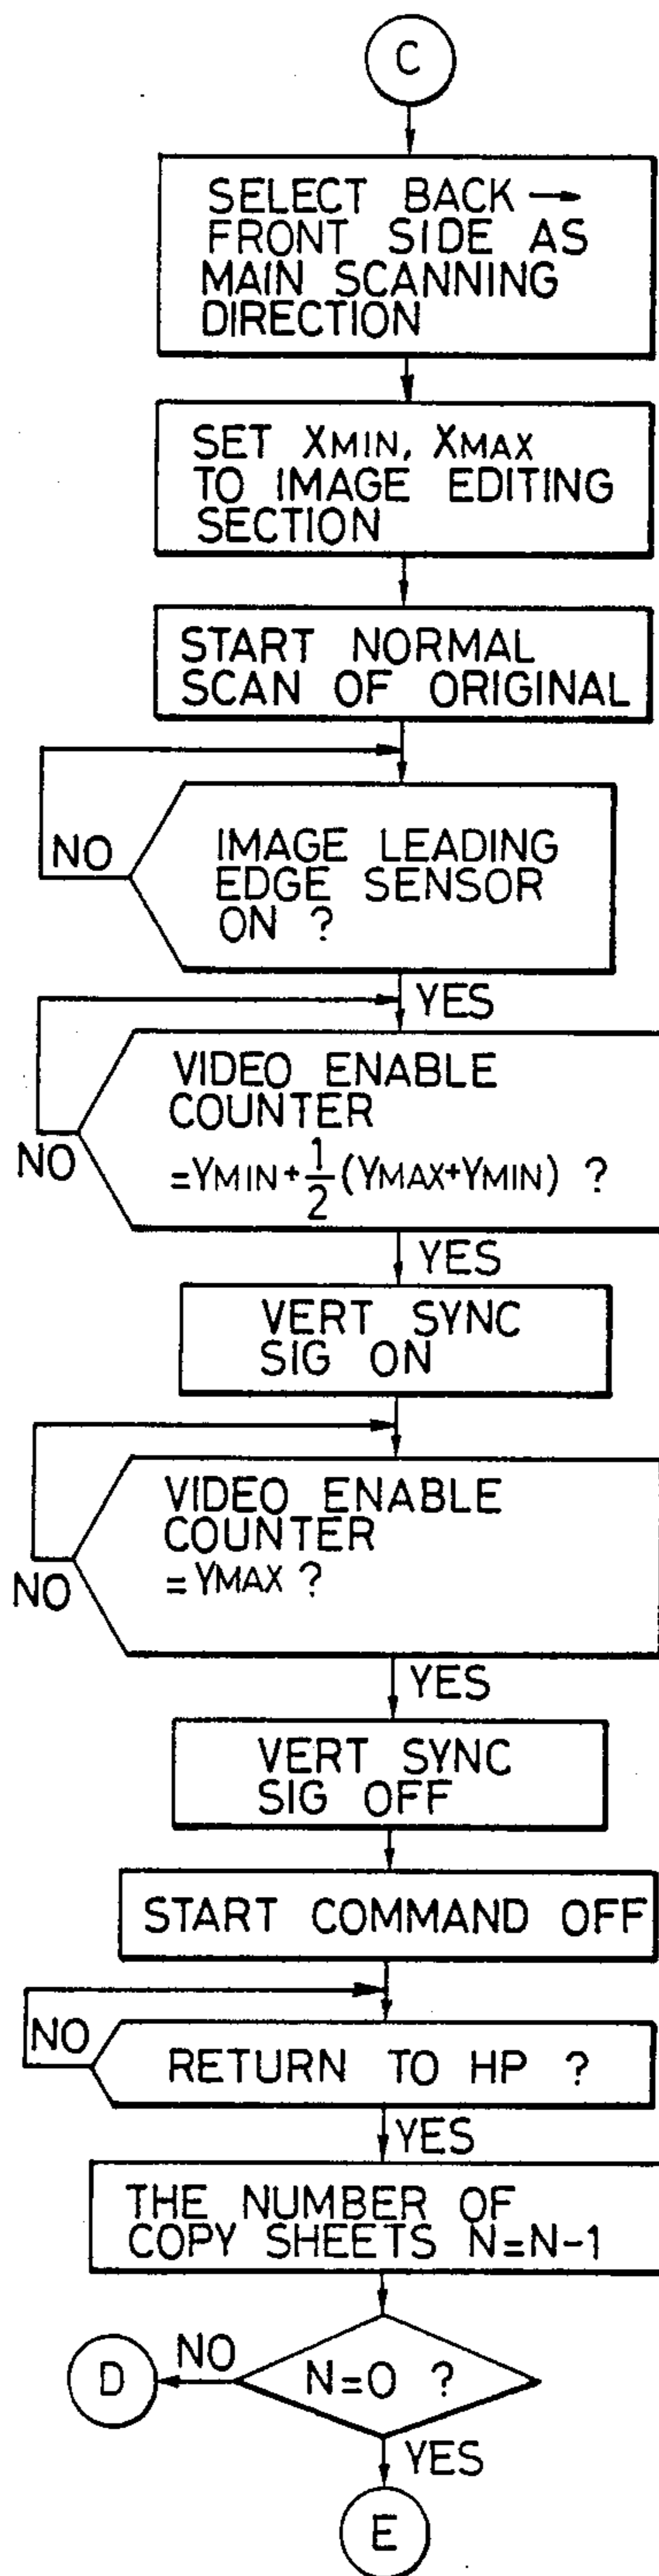 C
SELECT BACK →
FRONT SIDE AS
MAIN SCANNING
DIRECTION
SET XMIN, XMAX
TO IMAGE EDITING
SECTION
START NORMAL
SCAN OF ORIGINAL
NO
IMAGE LEADING
EDGE SENSOR
ON ?
YES
VIDEO ENABLE
COUNTER
NO
=YMIN+1/2(YMAX+YMIN) ?
YES
VERT SYNC
SIG ON
VIDEO ENABLE
COUNTER
=YMAX ?
NO
YES
VERT SYNC
SIG OFF
START COMMAND OFF
NO
RETURN TO HP ?
YES
THE NUMBER OF
COPY SHEETS N=N-1
NO
D
N=0 ?
YES
E